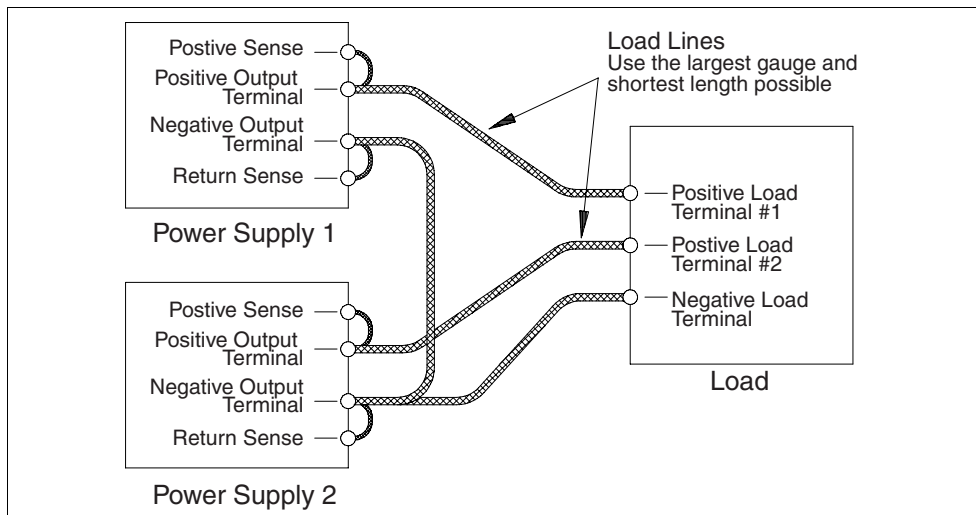 Postive Sense
Positive Output
Terminal
Negative Output
Terminal
Return Sense
Power Supply 1
Load Lines
Use the largest gauge and
shortest length possible
Positive Load
Terminal #1
Postive Load
Terminal #2
Negative Load
Terminal
Load
Postive Sense
Positive Output
Terminal
Negative Output
Terminal
Return Sense
Power Supply 2